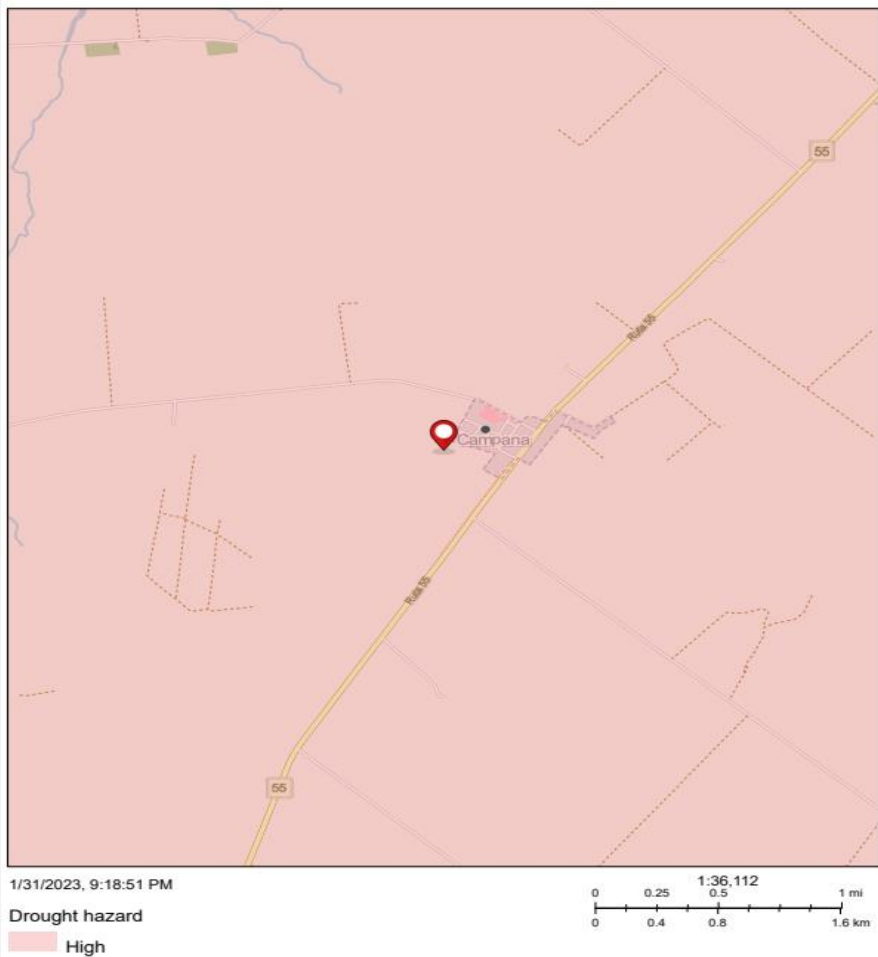 55
Ruta 55
Campana
Ruta 55
55
1/31/2023, 9:18:51 PM
Drought hazard
High
1:36,112
0 0.25 0.5 1 mi
0 0.4 0.8 1.6 km